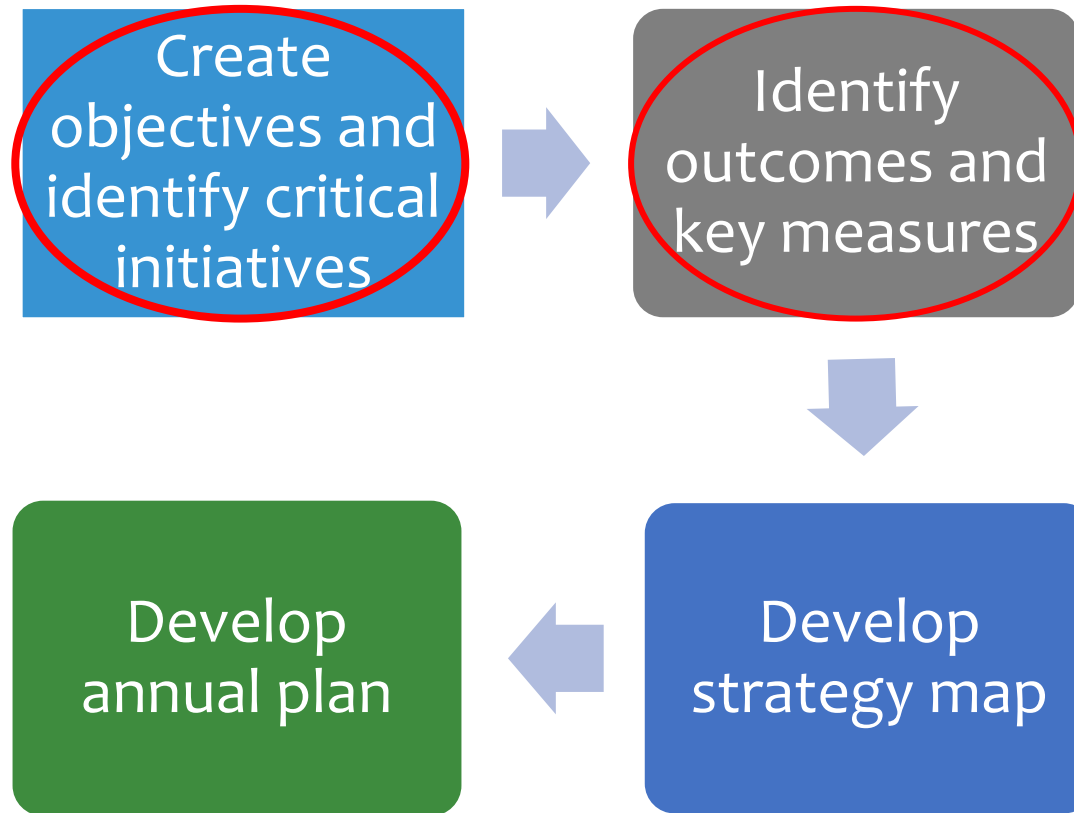 Create
objectives and
identify critical
initiatives
Identify
outcomes and
key measures
Develop
strategy map
Develop
annual plan